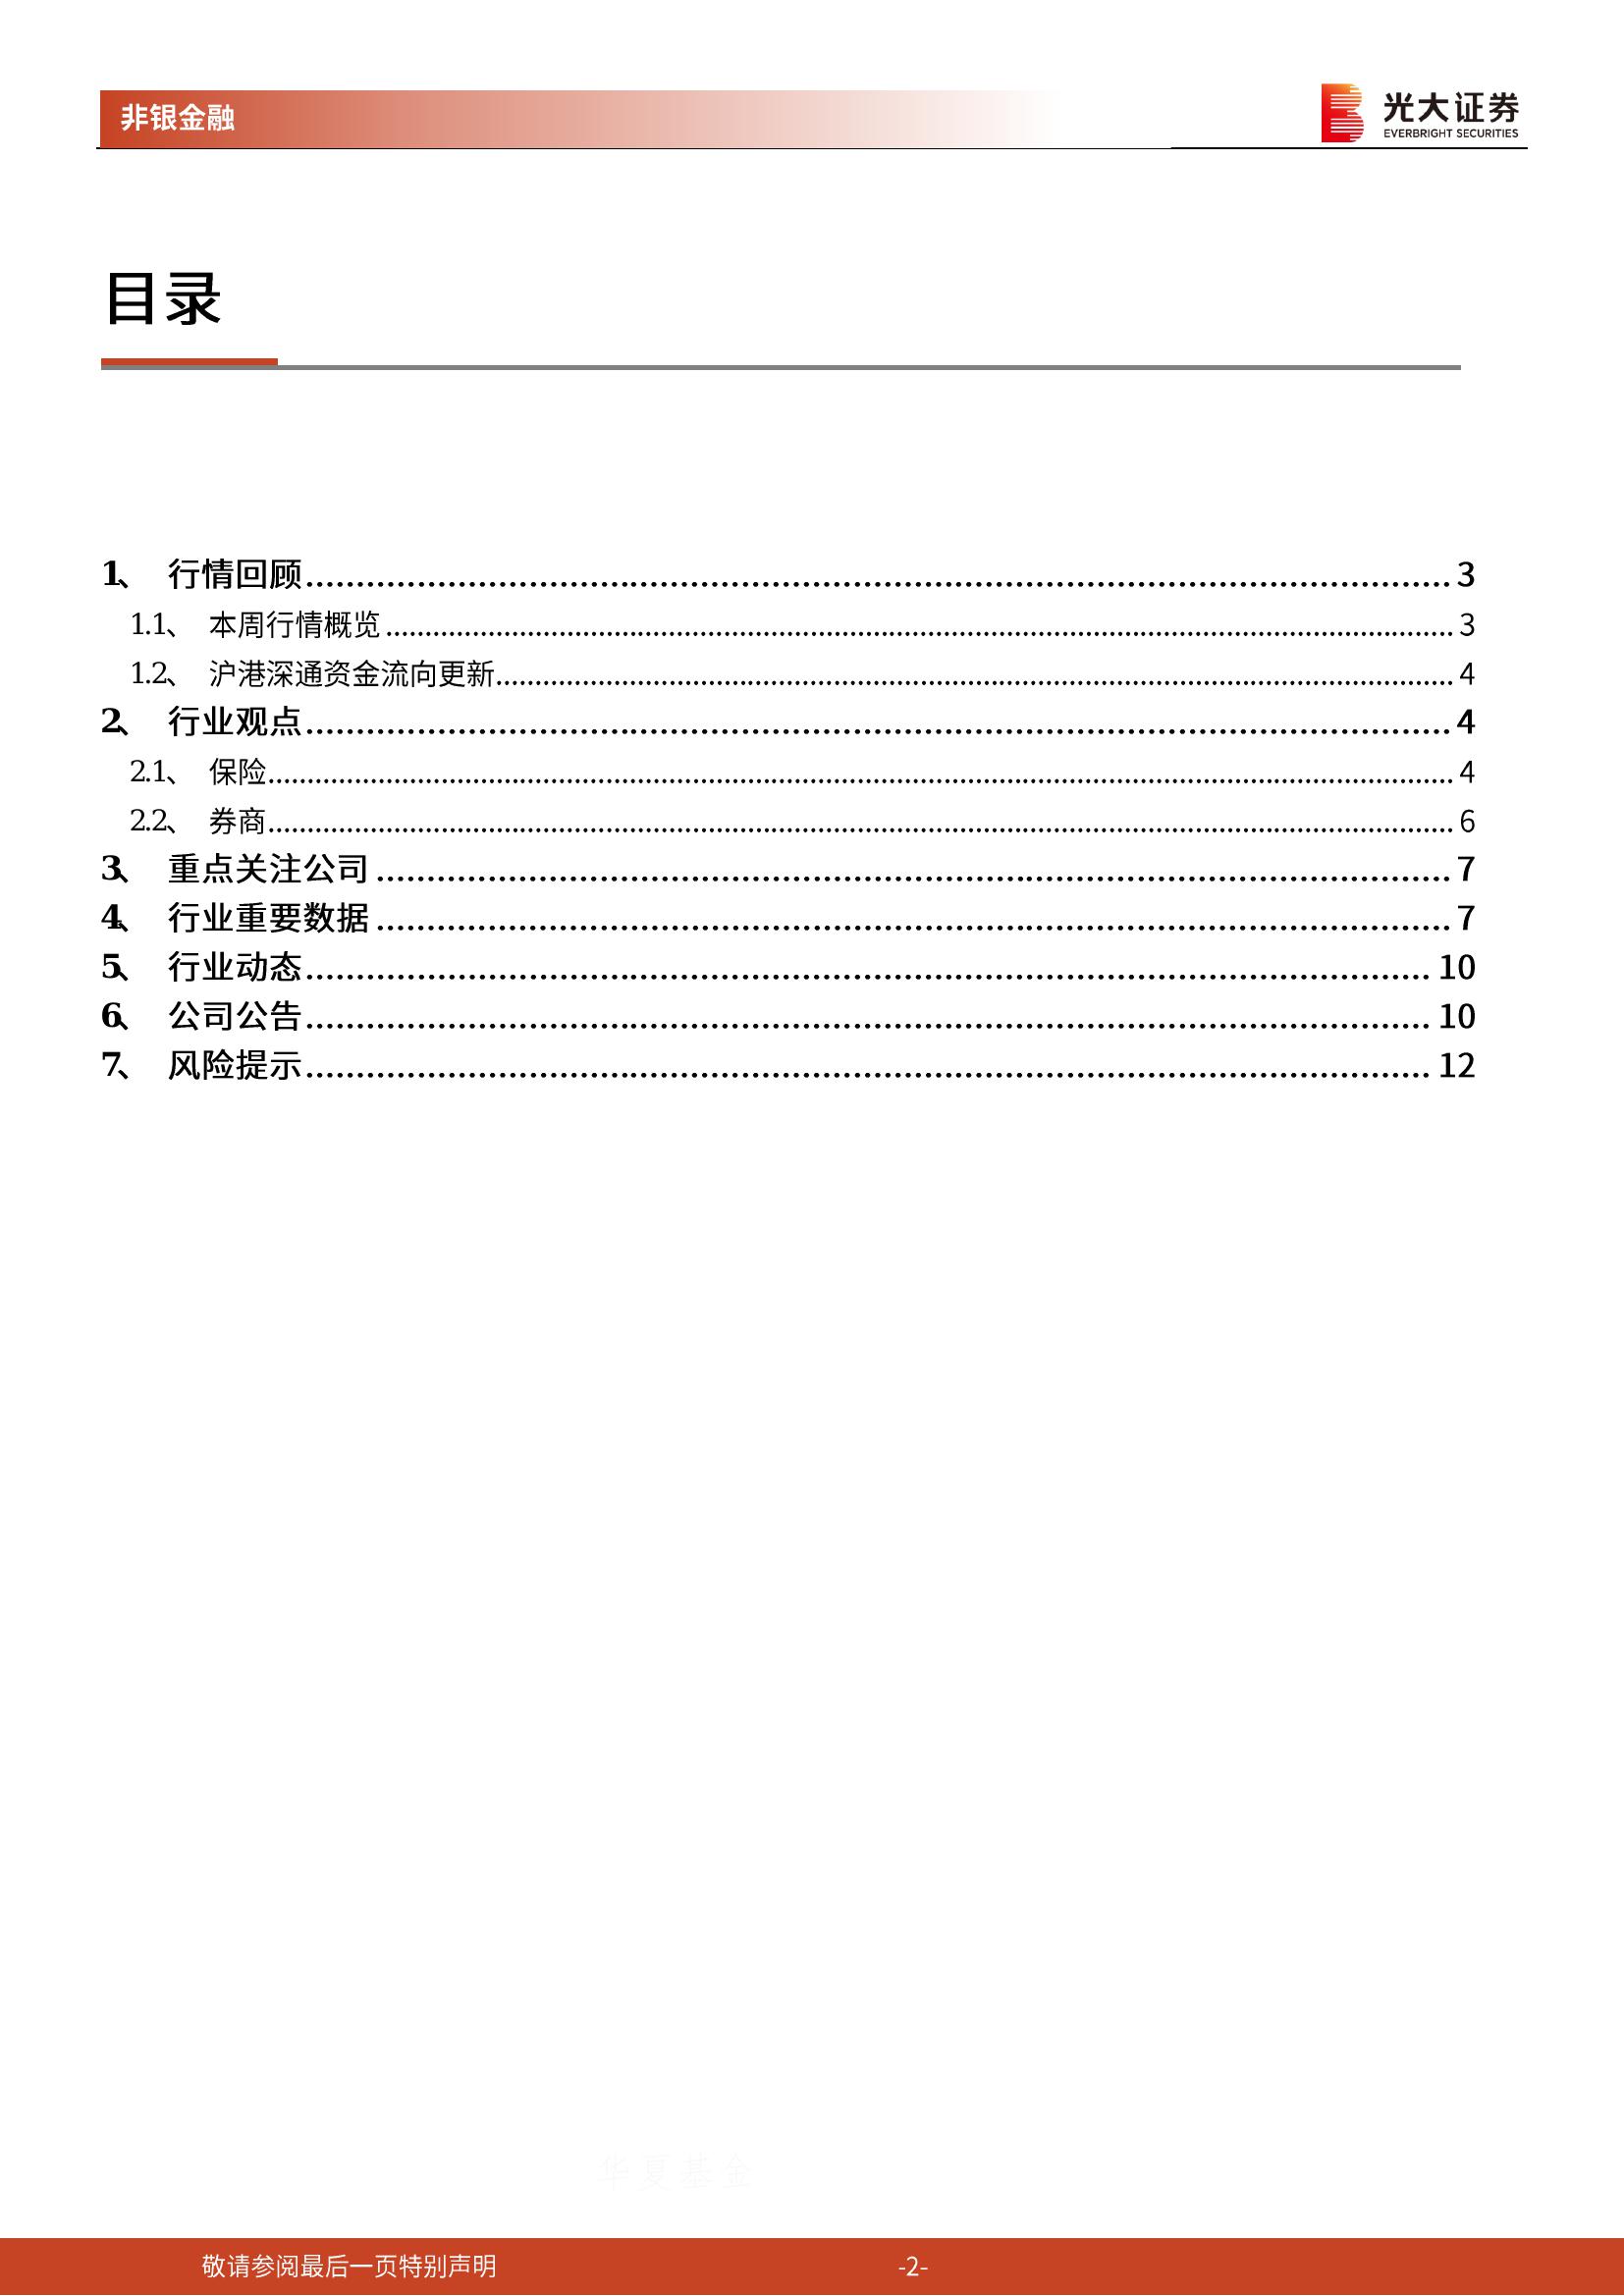 非银金融
光大证券
EVERBRIGHT SECURITIES
目录
1、 行情回顾 3
1.1、 本周行情概览 3
1.2、 沪港深通资金流向更新 4
2、 行业观点 4
2.1、 保险 4
2.2、 券商 6
3、 重点关注公司 7
4、 行业重要数据 7
5、 行业动态 10
6、 公司公告 10
7、 风险提示 12
华夏基金
敬请参阅最后一页特别声明 -2-